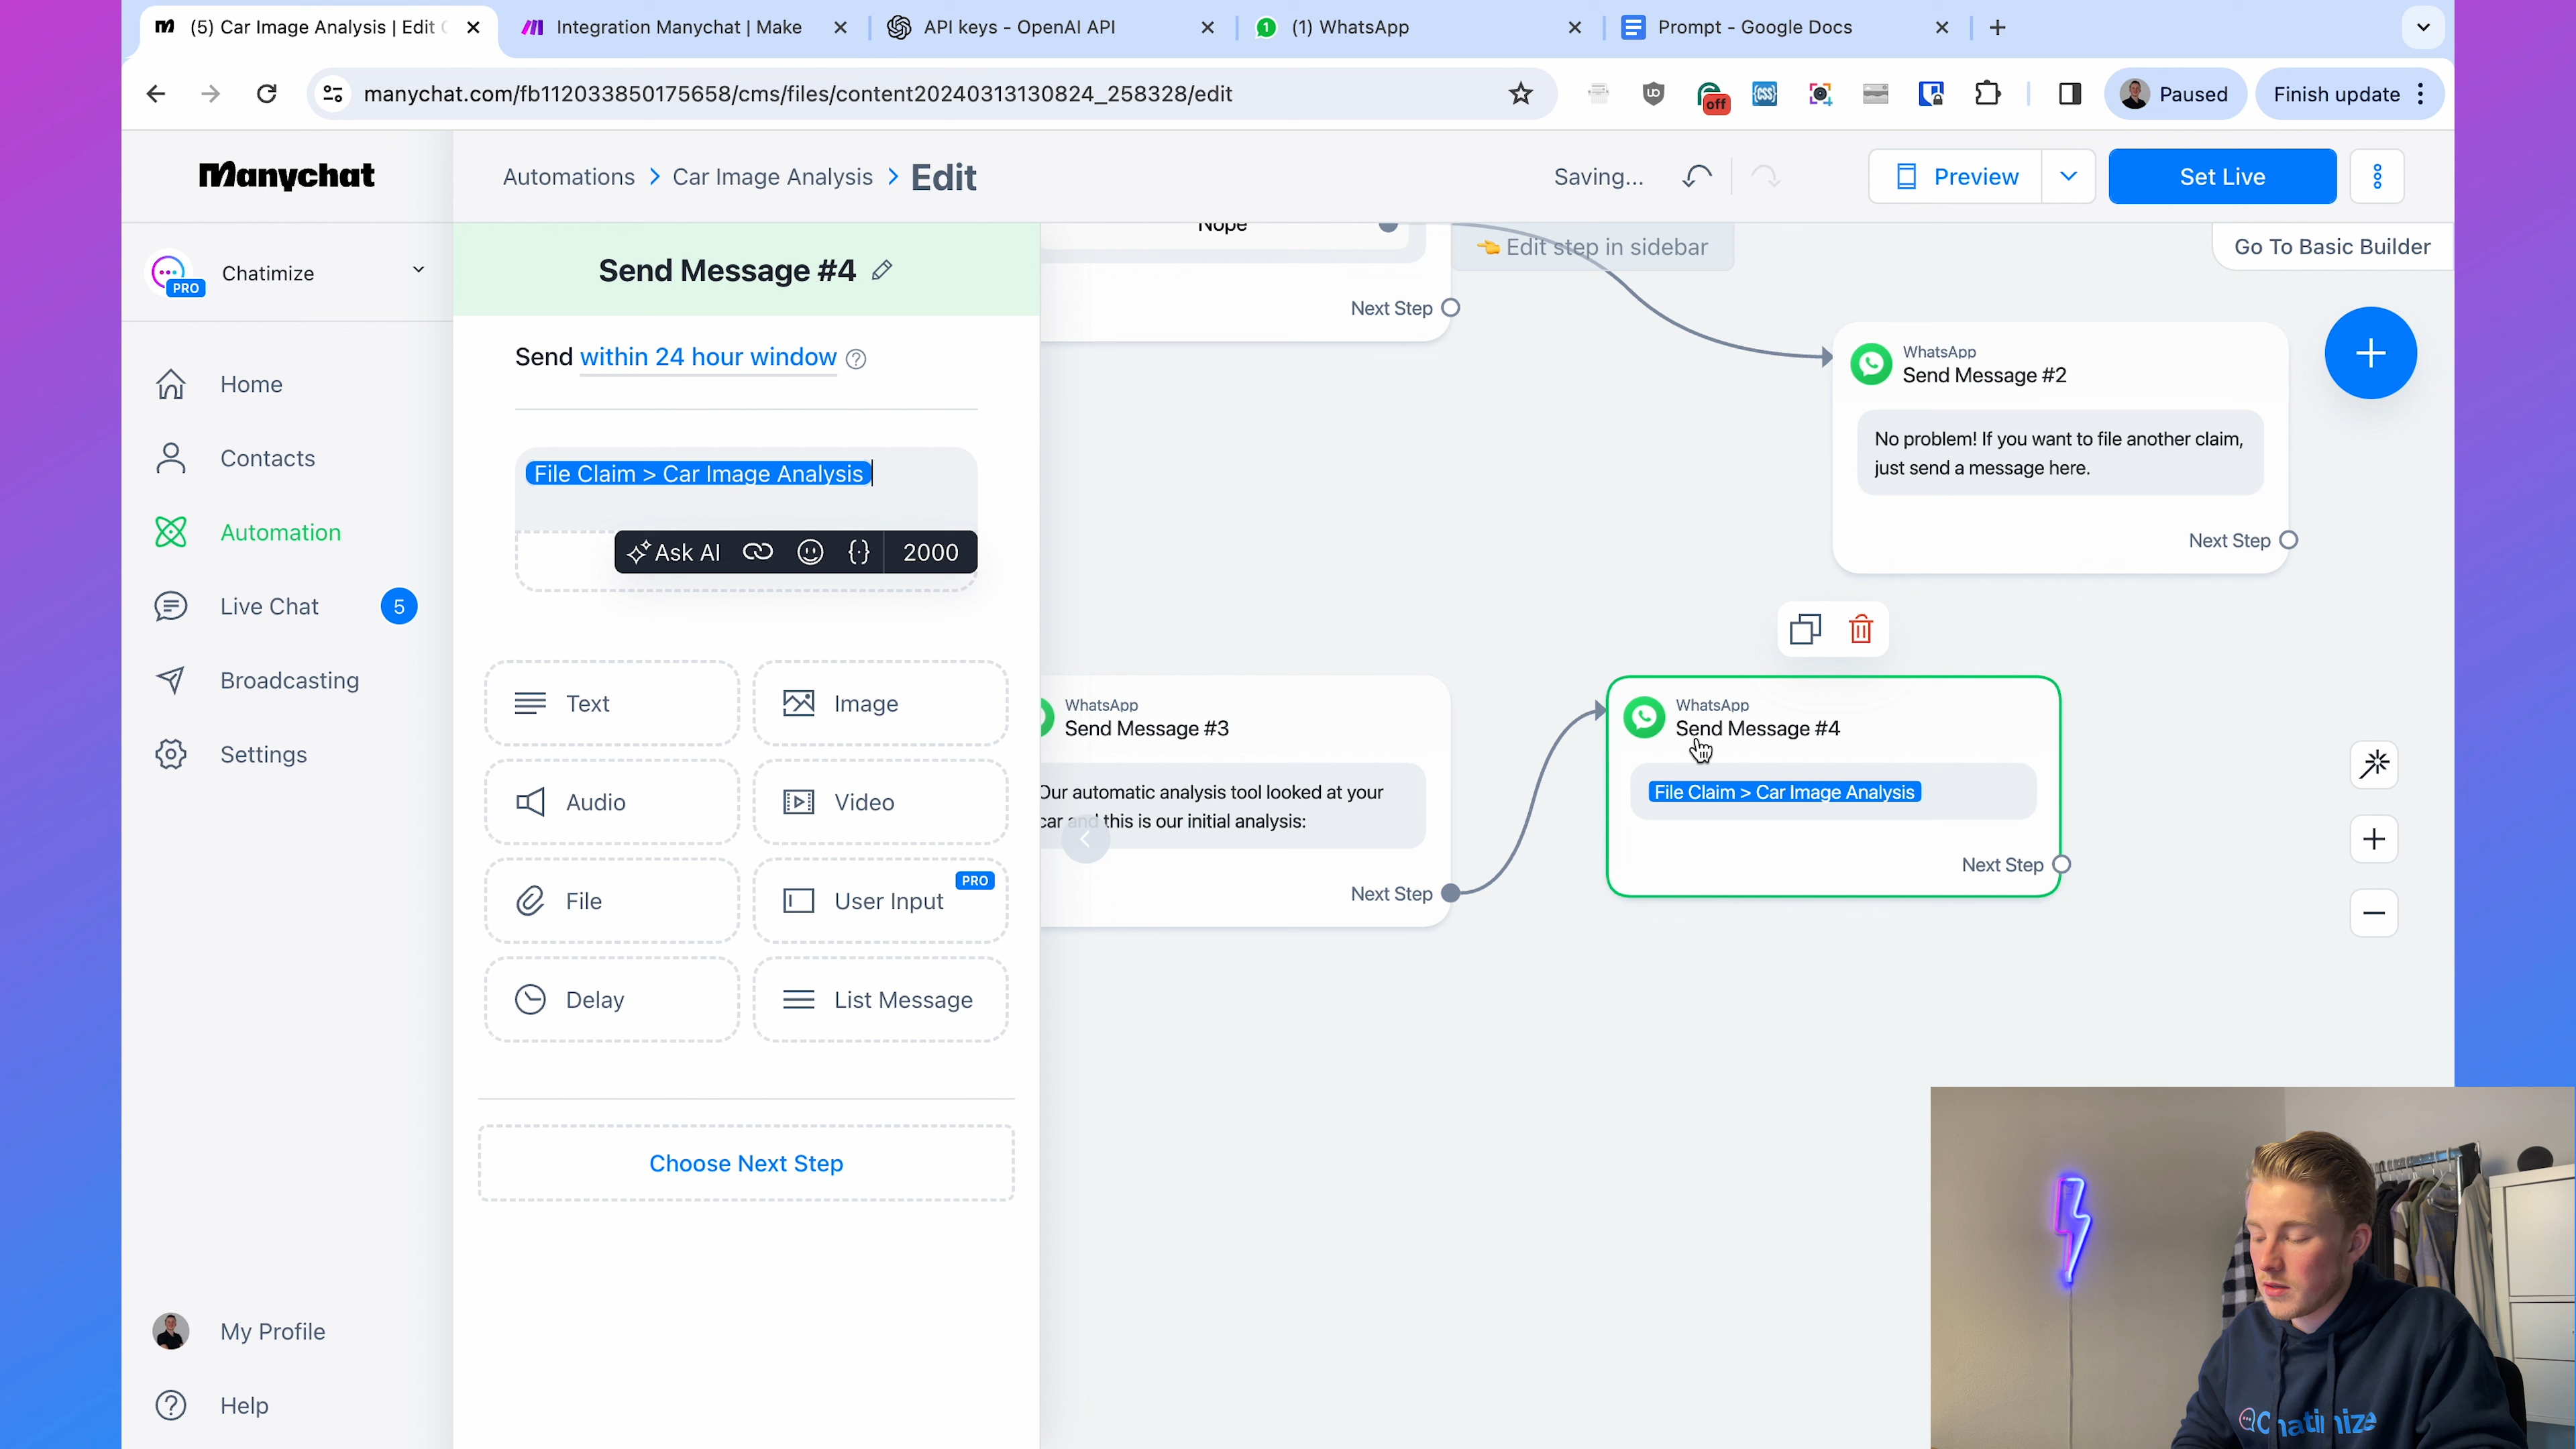 (5) Car Image Analysis | Edit
Integration Manychat | Make
API keys - OpenAI API
1
(1) WhatsApp
Prompt - Google Docs
manychat.com/fb112033850175658/cms/files/content20240313130824_258328/edit
off
{CSS}
Paused
Finish update
Manychat
Automations > Car Image Analysis > Edit
Saving...
Preview
Set Live
Chatimize
PRO
Home
Contacts
Automation
Live Chat
5
Broadcasting
Settings
My Profile
Help
Send Message #4
Send within 24 hour window
File Claim > Car Image Analysis
Ask AI
2000
Text
Image
Audio
Video
File
User Input
PRO
Delay
List Message
Choose Next Step
Nope
Edit step in sidebar
Go To Basic Builder
Next Step
WhatsApp
Send Message #2
No problem! If you want to file another claim,
just send a message here.
Next Step
WhatsApp
Send Message #3
Our automatic analysis tool looked at your
car and this is our initial analysis:
Next Step
WhatsApp
Send Message #4
File Claim > Car Image Analysis
Next Step
Chatimize